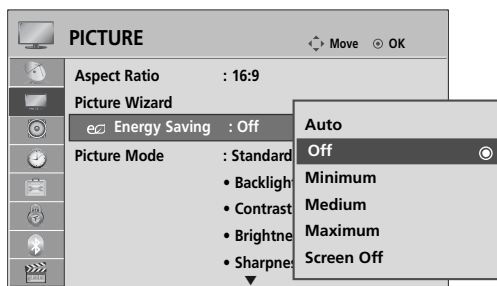 PICTURE
Move
OK
Aspect Ratio : 16:9
Picture Wizard
Energy Saving : Off
Picture Mode : Standard
• Backlight
• Contrast
• Brightne
• Sharpnes
Auto
Off
Minimum
Medium
Maximum
Screen Off